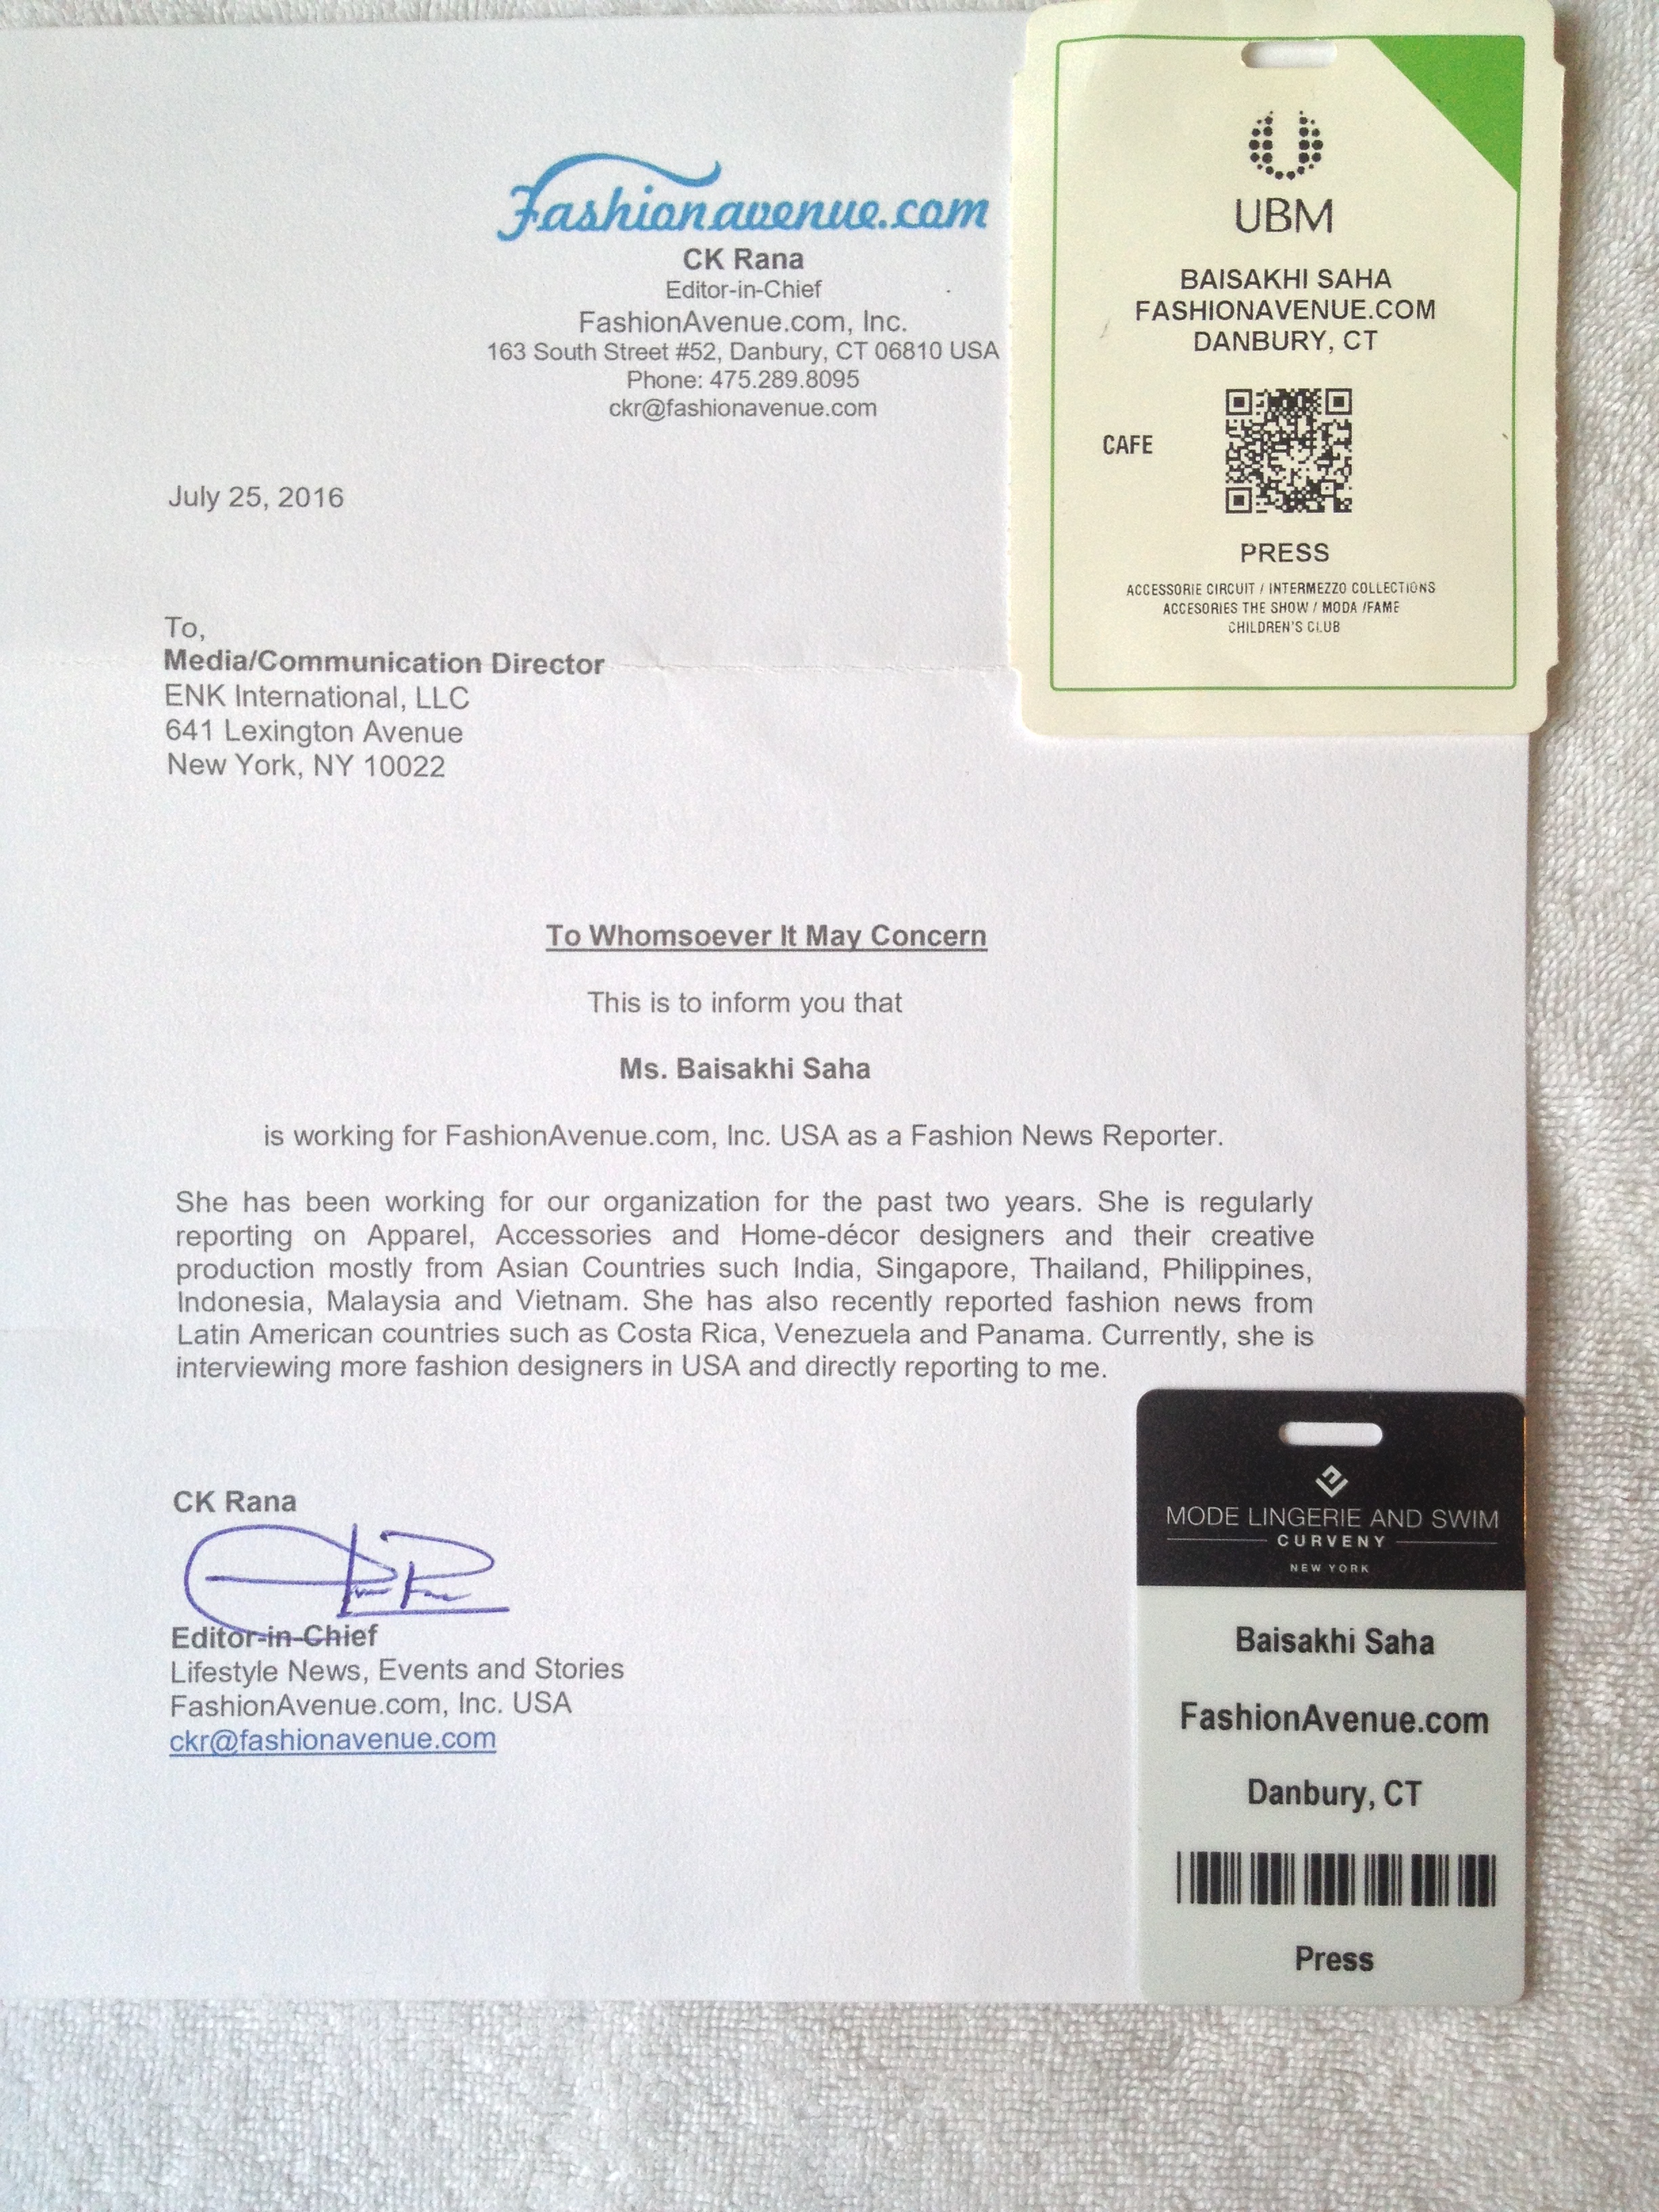 Fashionavenue.com
CK Rana
Editor-in-Chief
FashionAvenue.com, Inc.
163 South Street #52, Danbury, CT 06810 USA
Phone: 475.289.8095
ckr@fashionavenue.com
July 25, 2016
To,
Media/Communication Director
ENK International, LLC
641 Lexington Avenue
New York, NY 10022
To Whomsoever It May Concern
This is to inform you that
Ms. Baisakhi Saha
is working for FashionAvenue.com, Inc. USA as a Fashion News Reporter.
She has been working for our organization for the past two years. She is regularly
reporting on Apparel, Accessories and Home-décor designers and their creative
production mostly from Asian Countries such India, Singapore, Thailand, Philippines,
Indonesia, Malaysia and Vietnam. She has also recently reported fashion news from
Latin American countries such as Costa Rica, Venezuela and Panama. Currently, she is
interviewing more fashion designers in USA and directly reporting to me.
CK Rana
Editor-in-Chief
Lifestyle News, Events and Stories
FashionAvenue.com, Inc. USA
ckr@fashionavenue.com
UBM
BAISAKHI SAHA
FASHIONAVENUE.COM
DANBURY, CT
CAFE
PRESS
ACCESSORIE CIRCUIT / INTERMEZZO COLLECTIONS
ACCESORIES THE SHOW / MODA /FAME
CHILDREN'S CLUB
MODE LINGERIE AND SWIM
CURVENY
NEW YORK
Baisakhi Saha
FashionAvenue.com
Danbury, CT
Press